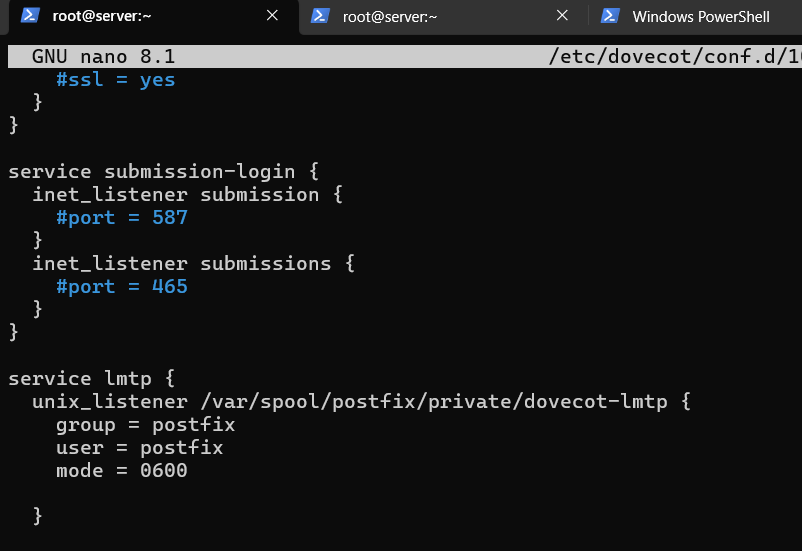 root@server:~
root@server:~
Windows PowerShell
GNU nano 8.1 /etc/dovecot/conf.d/10
#ssl = yes
}
}
service submission-login {
inet_listener submission {
#port = 587
}
inet_listener submissions {
#port = 465
}
}
service lmtp {
unix_listener /var/spool/postfix/private/dovecot-lmtp {
group = postfix
user = postfix
mode = 0600
}